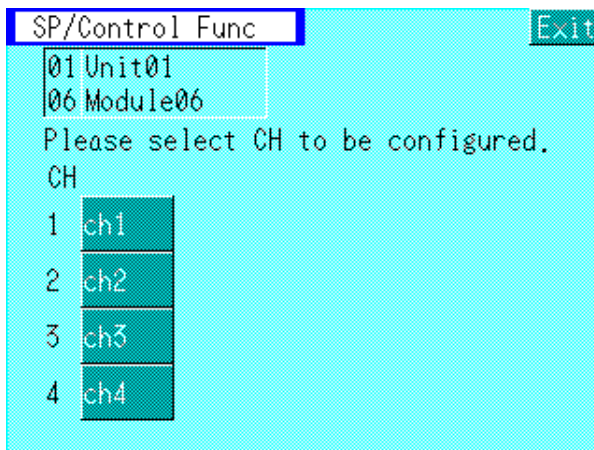 SP/Control Func Exit
01 Unit01
06 Module06
Please select CH to be configured.
CH
1 ch1
2 ch2
3 ch3
4 ch4